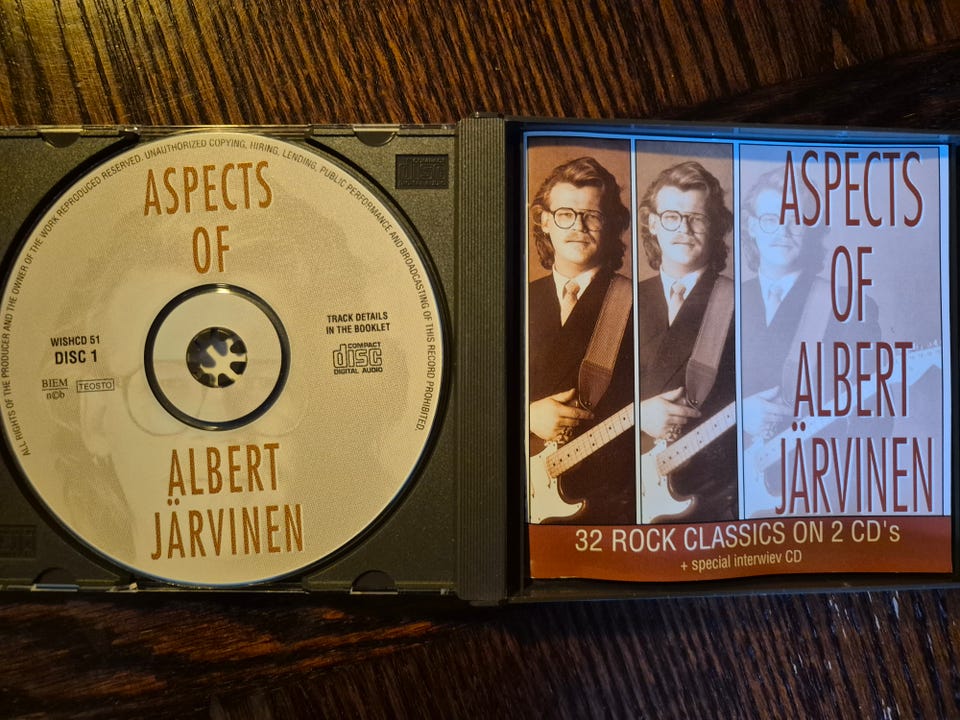 ALL RIGHTS OF THE PRODUCER AND THE OWNER OF THE WORK REPRODUCED RESERVED. UNAUTHORIZED COPYING, HIRING, LENDING, PUBLIC PERFORMANCE AND BROADCASTING OF THIS RECORD PROHIBITED.
ASPECTS
OF
WISHCD 51
DISC 1
BIEM
n©b
TEOSTO
TRACK DETAILS
IN THE BOOKLET
COMPACT
disc
DIGITAL AUDIO
ALBERT
JÄRVINEN
ASPECTS
OF
ALBERT
JÄRVINEN
32 ROCK CLASSICS ON 2 CD's
+ special interwiev CD